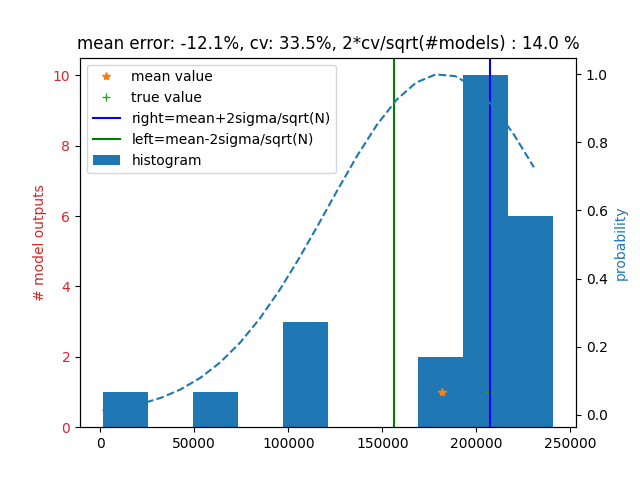 mean error: -12.1%, cv: 33.5%, 2*cv/sqrt(#models) : 14.0 %
mean value
true value
right=mean+2sigma/sqrt(N)
left=mean-2sigma/sqrt(N)
histogram
# model outputs
10
8
6
4
2
0
1.0
0.8
0.6
0.4
0.2
0.0
probability
0 50000 100000 150000 200000 250000